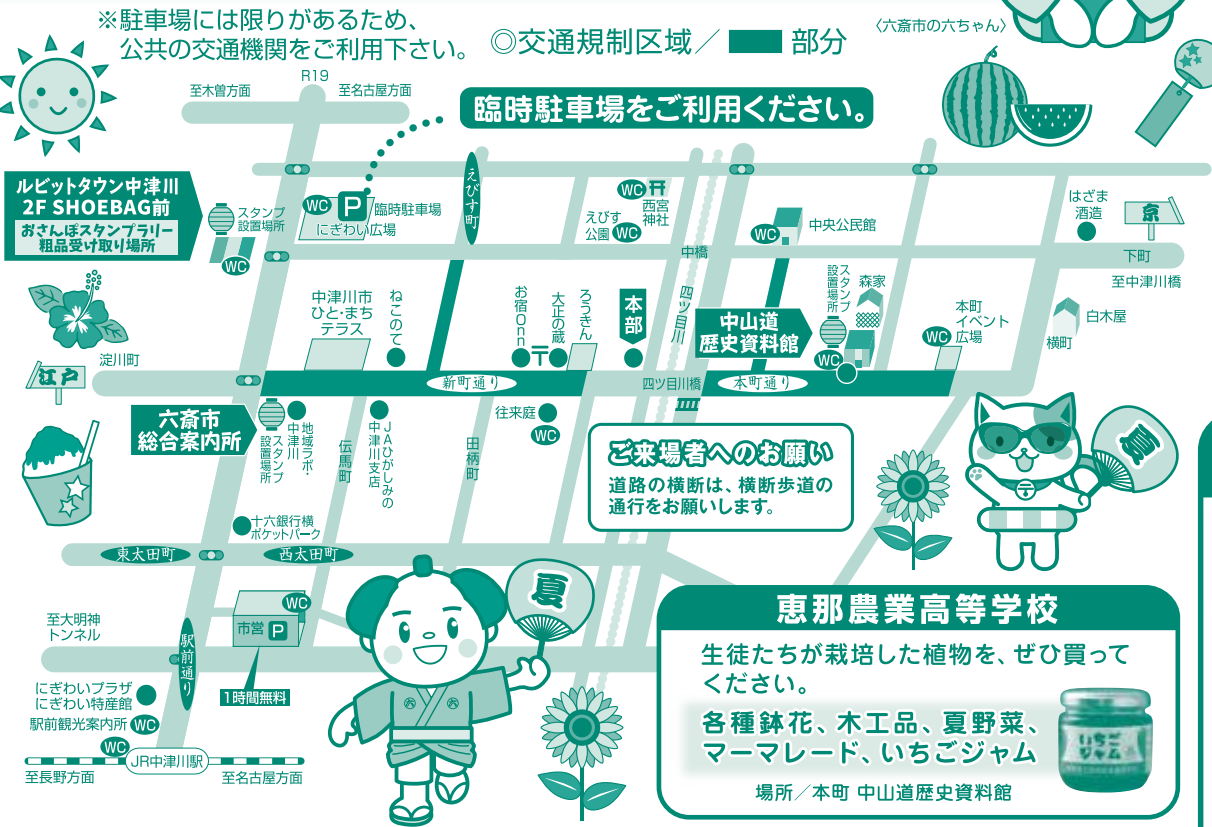 ※駐車場には限りがあるため、
公共の交通機関をご利用下さい。
◎交通規制区域／ 部分
〈六斎市の六ちゃん〉
R19
至木曽方面
至名古屋方面
臨時駐車場をご利用ください。
ルビットタウン中津川
2F SHOEBAG前
おさんぽスタンプラリー
粗品受け取り場所
スタンプ
設置場所
WC
WC
P
臨時駐車場
にぎわい広場
えびす町
WC
西宮
神社
えびす
公園
WC
中橋
WC
中央公民館
はざま
酒造
京
下町
至中津川橋
中津川市
ひと・まち
テラス
ねこのて
お宿Onn
〒
大正の蔵
ろうきん
本部
四ツ目川
中山道
歴史資料館
スタンプ
設置場所
森家
WC
WC
本町
イベント
広場
白木屋
横町
淀川町
江戸
新町通り
四ツ目川橋
本町通り
六斎市
総合案内所
地域ラボ・
中津川
スタンプ
設置場所
伝馬町
JAひがしみの
中津川支店
田柄町
往来庭
WC
ご来場者へのお願い
道路の横断は、横断歩道の
通行をお願いします。
夏
十六銀行横
ポケットパーク
東太田町
西太田町
夏
WC
市営
P
1時間無料
至大明神
トンネル
駅前通り
にぎわいプラザ
にぎわい特産館
駅前観光案内所
WC
WC
JR中津川駅
至長野方面
至名古屋方面
恵那農業高等学校
生徒たちが栽培した植物を、ぜひ買って
ください。
各種鉢花、木工品、夏野菜、
マーマレード、いちごジャム
いちご
ジャム
場所／本町 中山道歴史資料館